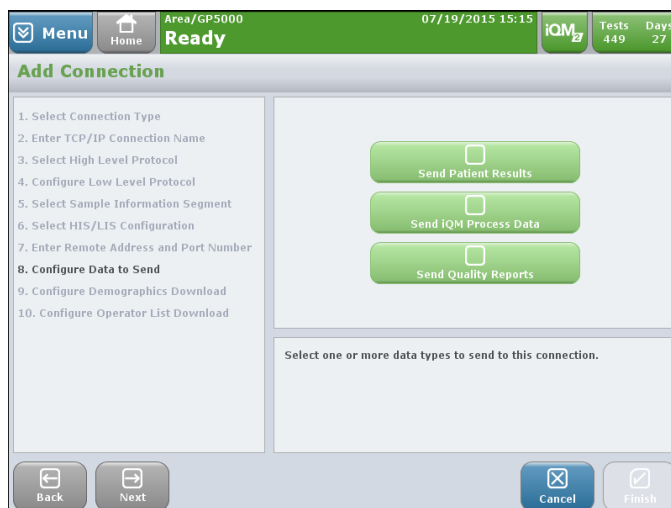 Menu
Home
Area/GP5000
07/19/2015 15:15
Ready
iQM2
Tests
449
Days
27
Add Connection
1. Select Connection Type
2. Enter TCP/IP Connection Name
3. Select High Level Protocol
4. Configure Low Level Protocol
5. Select Sample Information Segment
6. Select HIS/LIS Configuration
7. Enter Remote Address and Port Number
8. Configure Data to Send
9. Configure Demographics Download
10. Configure Operator List Download
Send Patient Results
Send iQM Process Data
Send Quality Reports
Select one or more data types to send to this connection.
Back
Next
Cancel
Finish